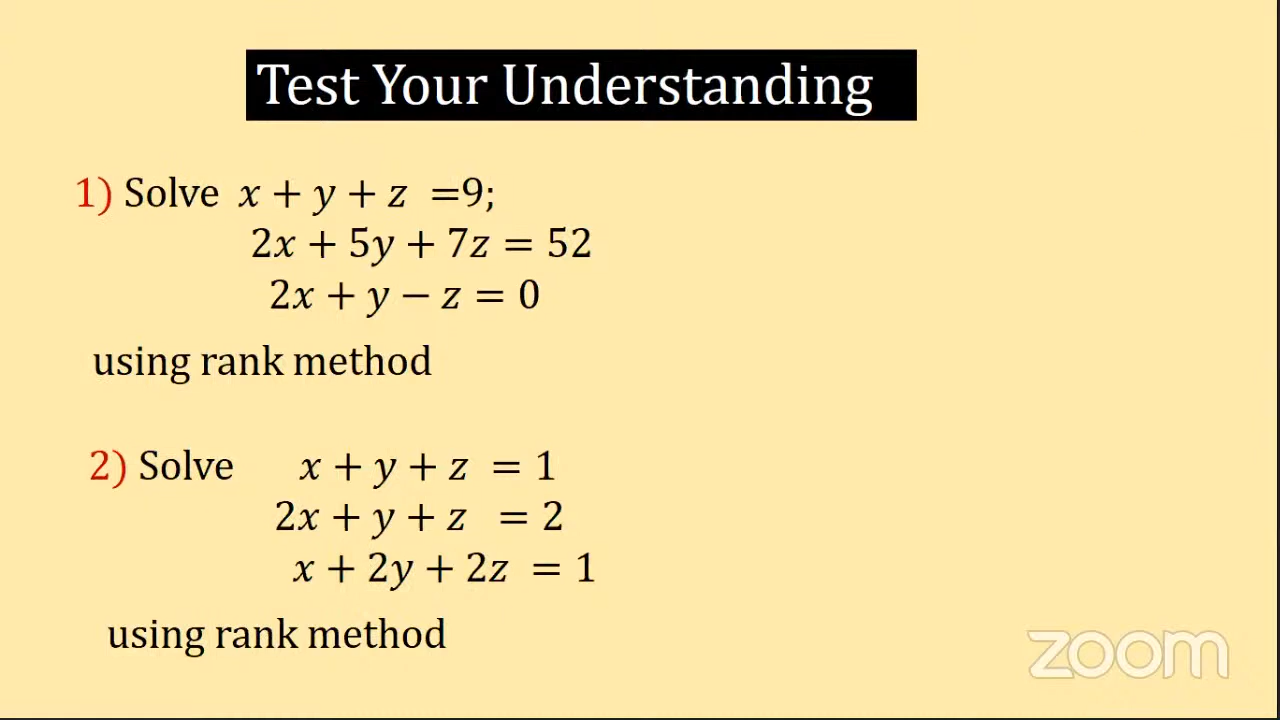 Test Your Understanding
1) Solve x + y + z =9;
2x + 5y + 7z = 52
2x + y − z = 0
using rank method
2) Solve x + y + z = 1
2x + y + z = 2
x + 2y + 2z = 1
using rank method
zoom